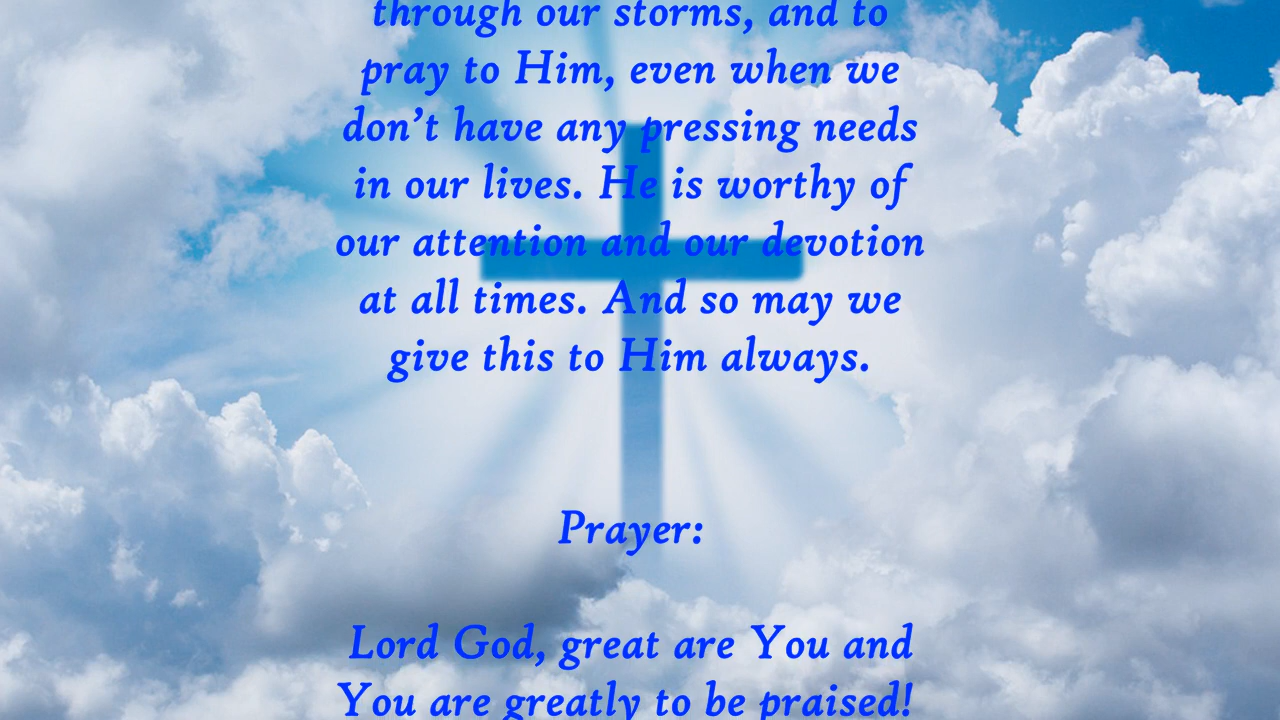 through our storms, and to
pray to Him, even when we
don’t have any pressing needs
in our lives. He is worthy of
our attention and our devotion
at all times. And so may we
give this to Him always.
Prayer:
Lord God, great are You and
You are greatly to be praised!